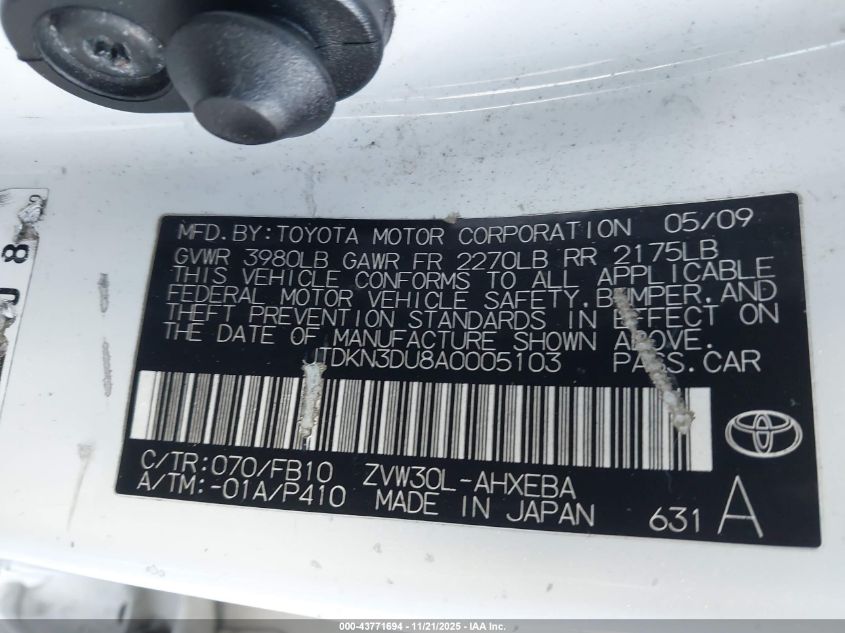 MFD.BY:TOYOTA MOTOR CORPORATION 05/09
GVWR 3980LB GAWR FR 2270LB RR 2175LB
THIS VEHICLE CONFORMS TO ALL APPLICABLE
FEDERAL MOTOR VEHICLE SAFETY,BUMPER,AND
THEFT PREVENTION STANDARDS IN EFFECT ON
THE DATE OF MANUFACTURE SHOWN ABOVE.
JTDKN3DU8A0005103 PASS.CAR
C/TR:070/FB10 ZVW30L-AHXEBA
A/TM:-01A/P410 MADE IN JAPAN 631 A
U 8
000-43771694 - 11/21/2025 - IAA Inc.